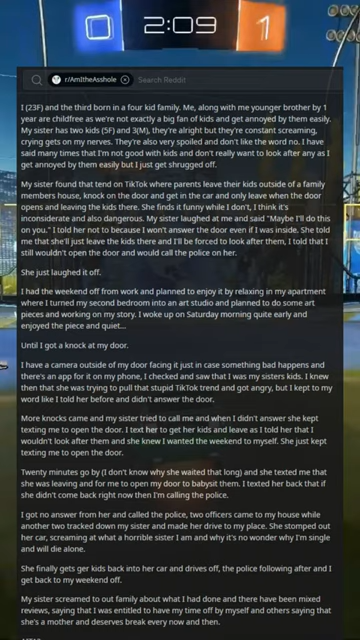 0 2:09 1
r/AmItheAsshole Search Reddit
I (23F) and the third born in a four kid family. Me, along with me younger brother by 1
year are childfree as we're not exactly a big fan of kids and get annoyed by them easily.
My sister has two kids (5F) and 3(M), they're alright but they're constant screaming,
crying gets on my nerves. They're also very spoiled and don't like the word no. I have
said many times that I'm not good with kids and don't really want to look after any as I
get annoyed by them easily but I just get shrugged off.
My sister found that tend on TikTok where parents leave their kids outside of a family
members house, knock on the door and get in the car and only leave when the door
opens and leaving the kids there. She finds it funny while I don't, I think it's
inconsiderate and also dangerous. My sister laughed at me and said "Maybe I'll do this
on you." I told her not to because I won't answer the door even if I was inside. She told
me that she'll just leave the kids there and I'll be forced to look after them, I told that I
still wouldn't open the door and would call the police on her.
She just laughed it off.
I had the weekend off from work and planned to enjoy it by relaxing in my apartment
where I turned my second bedroom into an art studio and planned to do some art
pieces and working on my story. I woke up on Saturday morning quite early and
enjoyed the piece and quiet...
Until I got a knock at my door.
I have a camera outside of my door facing it just in case something bad happens and
there's an app for it on my phone, I checked and saw that I was my sisters kids. I knew
then that she was trying to pull that stupid TikTok trend and got angry, but I kept to my
word like I told her before and didn't answer the door.
More knocks came and my sister tried to call me and when I didn't answer she kept
texting me to open the door. I text her to get her kids and leave as I told her that I
wouldn't look after them and she knew I wanted the weekend to myself. She just kept
texting me to open the door.
Twenty minutes go by (I don't know why she waited that long) and she texted me that
she was leaving and for me to open my door to babysit them. I texted her back that if
she didn't come back right now then I'm calling the police.
I got no answer from her and called the police, two officers came to my house while
another two tracked down my sister and made her drive to my place. She stomped out
her car, screaming at what a horrible sister I am and why it's no wonder why I'm single
and will die alone.
She finally gets ger kids back into her car and drives off, the police following after and I
get back to my weekend off.
My sister screamed to out family about what I had done and there have been mixed
reviews, saying that I was entitled to have my time off by myself and others saying that
she's a mother and deserves break every now and then.